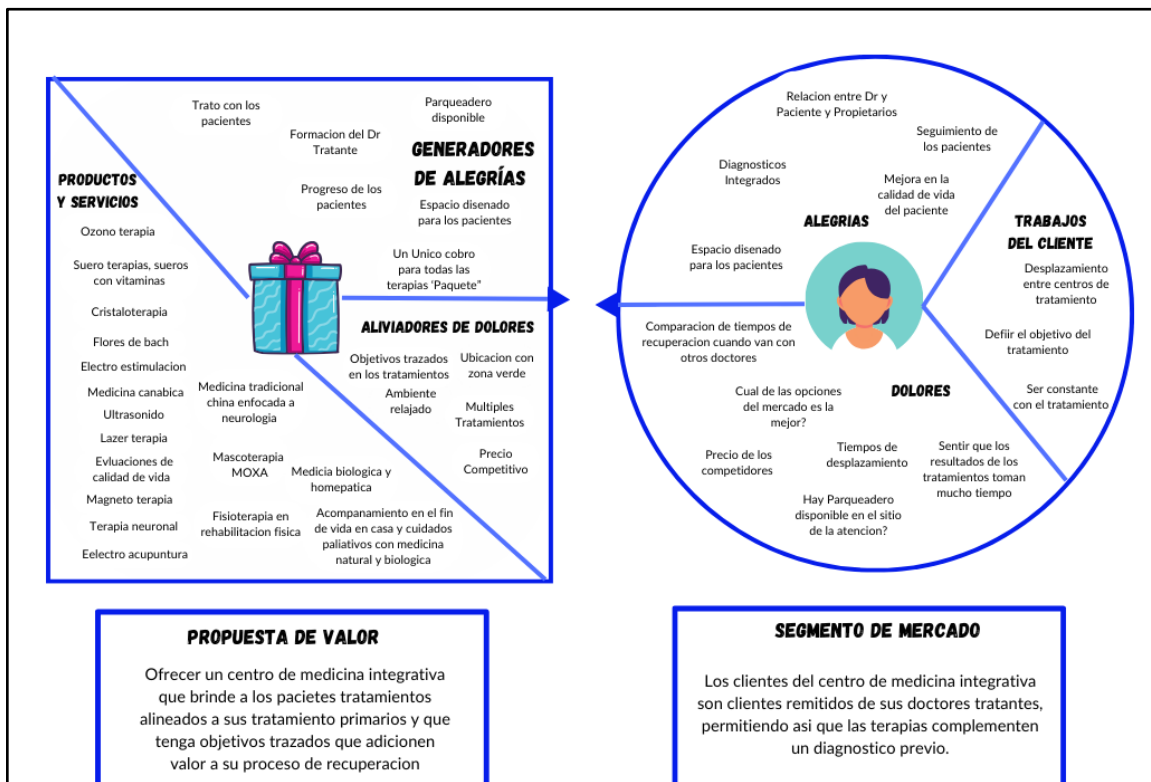 Trato con los
pacientes
Parqueadero
disponible
Formacion del Dr
Tratante
GENERADORES
DE ALEGRÍAS
Progreso de los
pacientes
Espacio disenado
para los pacientes
Un Unico cobro
para todas las
terapias ‘Paquete”
PRODUCTOS
Y SERVICIOS
Ozono terapia
Suero terapias, sueros
con vitaminas
Cristaloterapia
Flores de bach
Electro estimulacion
Medicina canabica
Ultrasonido
Lazer terapia
Evluaciones de
calidad de vida
Magneto terapia
Terapia neuronal
Eelectro acupuntura
Medicina tradicional
china enfocada a
neurologia
Mascoterapia
MOXA
Fisioterapia en
rehabilitacion fisica
Medicia biologica y
homepatica
Acompanamiento en el fin
de vida en casa y cuidados
paliativos con medicina
natural y biologica
ALIVIADORES DE DOLORES
Objetivos trazados
en los tratamientos
Ubicacion con
zona verde
Ambiente
relajado
Multiples
Tratamientos
Precio
Competitivo
Relacion entre Dr y
Paciente y Propietarios
Seguimiento de
los pacientes
Diagnosticos
Integrados
Mejora en la
calidad de vida
del paciente
ALEGRIAS
Espacio disenado
para los pacientes
TRABAJOS
DEL CLIENTE
Desplazamiento
entre centros de
tratamiento
Defiir el objetivo del
tratamiento
Ser constante
con el tratamiento
Comparacion de tiempos de
recuperacion cuando van con
otros doctores
DOLORES
Cual de las opciones
del mercado es la
mejor?
Precio de los
competidores
Tiempos de
desplazamiento
Sentir que los
resultados de los
tratamientos toman
mucho tiempo
Hay Parqueadero
disponible en el sitio
de la atencion?
PROPUESTA DE VALOR
Ofrecer un centro de medicina integrativa
que brinde a los pacietes tratamientos
alineados a sus tratamiento primarios y que
tenga objetivos trazados que adicionen
valor a su proceso de recuperacion
SEGMENTO DE MERCADO
Los clientes del centro de medicina integrativa
son clientes remitidos de sus doctores tratantes,
permitiendo asi que las terapias complementen
un diagnostico previo.